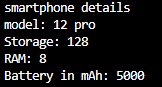 smartphone details
model: 12 pro
Storage: 128
RAM: 8
Battery in mAh: 5000